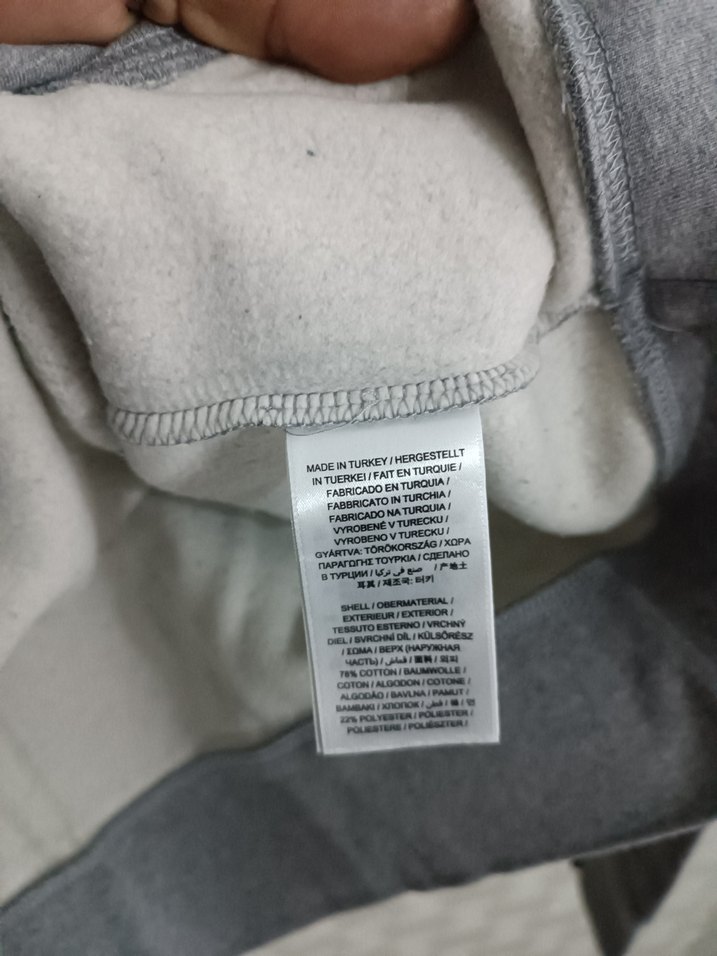 MADE IN TURKEY / HERGESTELLT
IN TUERKEI / FAIT EN TURQUIE /
FABRICADO EN TURQUIA /
FABBRICATO IN TURCHIA /
FABRICADO NA TURQUIA /
VYROBENÉ V TURECKU /
VYROBENO V TURECKU /
GYÁRTVA: TÖRÖKORSZÁG / ΧΩΡΑ
ΠΑΡΑΓΩΓΗΣ ΤΟΥΡΚΙΑ / СДЕЛАНО
В ТУРЦИИ / صنع في تركيا / 产地土
耳其 / 제조국: 터키
SHELL / OBERMATERIAL /
EXTERIEUR / EXTERIOR /
TESSUTO ESTERNO / VRCHNÝ
DIEL / SVRCHNÍ DÍL / KÜLSŐRÉSZ
/ ΣΩΜΑ / ВЕРХ (НАРУЖНАЯ
ЧАСТЬ) / قماش / 面料 / 외피
78% COTTON / BAUMWOLLE /
COTON / ALGODON / COTONE /
ALGODÃO / BAVLNA / PAMUT /
ΒΑΜΒΑΚΙ / ХЛОПОК / قطن / 棉 / 면
22% POLYESTER / POLIESTER /
POLIESTERE / POLIÉSZTER /